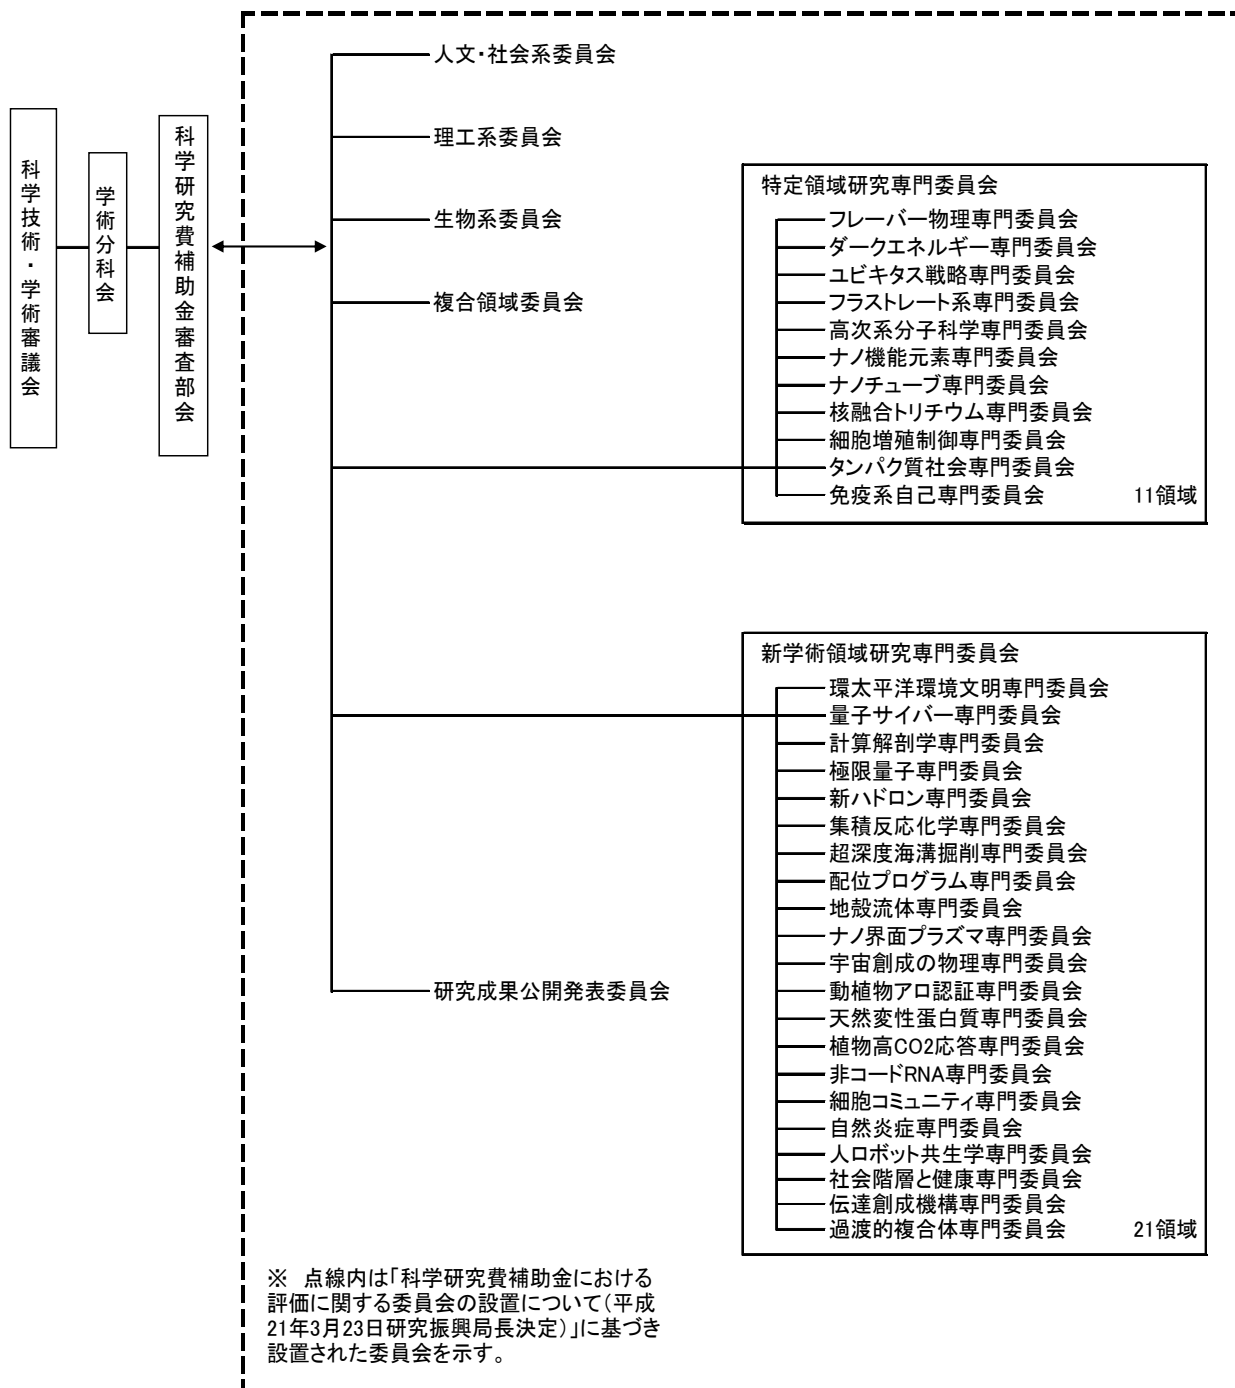 科学技術・学術審議会
学術分科会
科学研究費補助金審査部会
人文・社会系委員会
理工系委員会
生物系委員会
複合領域委員会
特定領域研究専門委員会
フレーバー物理専門委員会
ダークエネルギー専門委員会
ユビキタス戦略専門委員会
フラストレート系専門委員会
高次系分子科学専門委員会
ナノ機能元素専門委員会
ナノチューブ専門委員会
核融合トリチウム専門委員会
細胞増殖制御専門委員会
タンパク質社会専門委員会
免疫系自己専門委員会 11領域
新学術領域研究専門委員会
環太平洋環境文明専門委員会
量子サイバー専門委員会
計算解剖学専門委員会
極限量子専門委員会
新ハドロン専門委員会
集積反応化学専門委員会
超深度海溝掘削専門委員会
配位プログラム専門委員会
地殻流体専門委員会
ナノ界面プラズマ専門委員会
宇宙創成の物理専門委員会
動植物アロ認証専門委員会
天然変性蛋白質専門委員会
植物高CO2応答専門委員会
非コードRNA専門委員会
細胞コミュニティ専門委員会
自然炎症専門委員会
人ロボット共生学専門委員会
社会階層と健康専門委員会
伝達創成機構専門委員会
過渡的複合体専門委員会 21領域
研究成果公開発表委員会
※ 点線内は「科学研究費補助金における
評価に関する委員会の設置について(平成
21年3月23日研究振興局長決定)」に基づき
設置された委員会を示す。